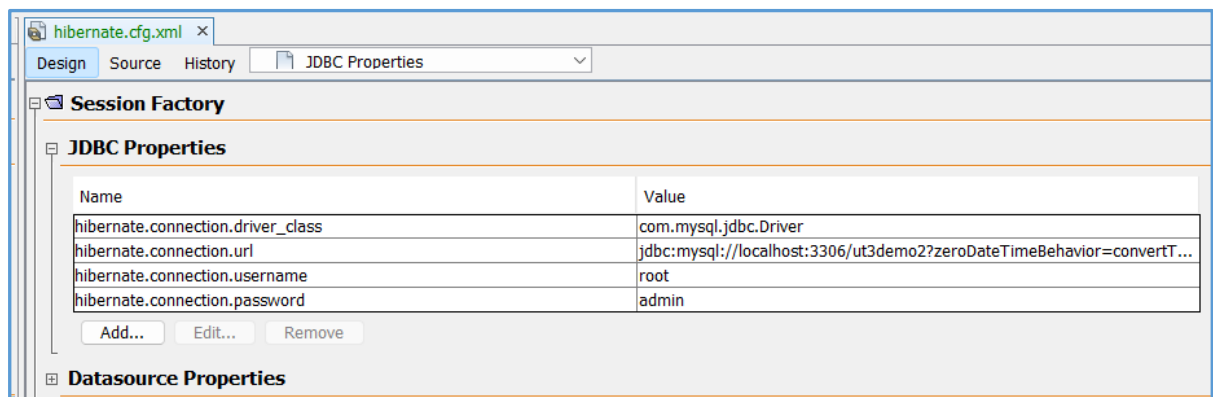 hibernate.cfg.xml ×
Design Source History JDBC Properties
Session Factory
JDBC Properties
Name Value
hibernate.connection.driver_class com.mysql.jdbc.Driver
hibernate.connection.url jdbc:mysql://localhost:3306/ut3demo2?zeroDateTimeBehavior=convertT...
hibernate.connection.username root
hibernate.connection.password admin
Add... Edit... Remove
Datasource Properties